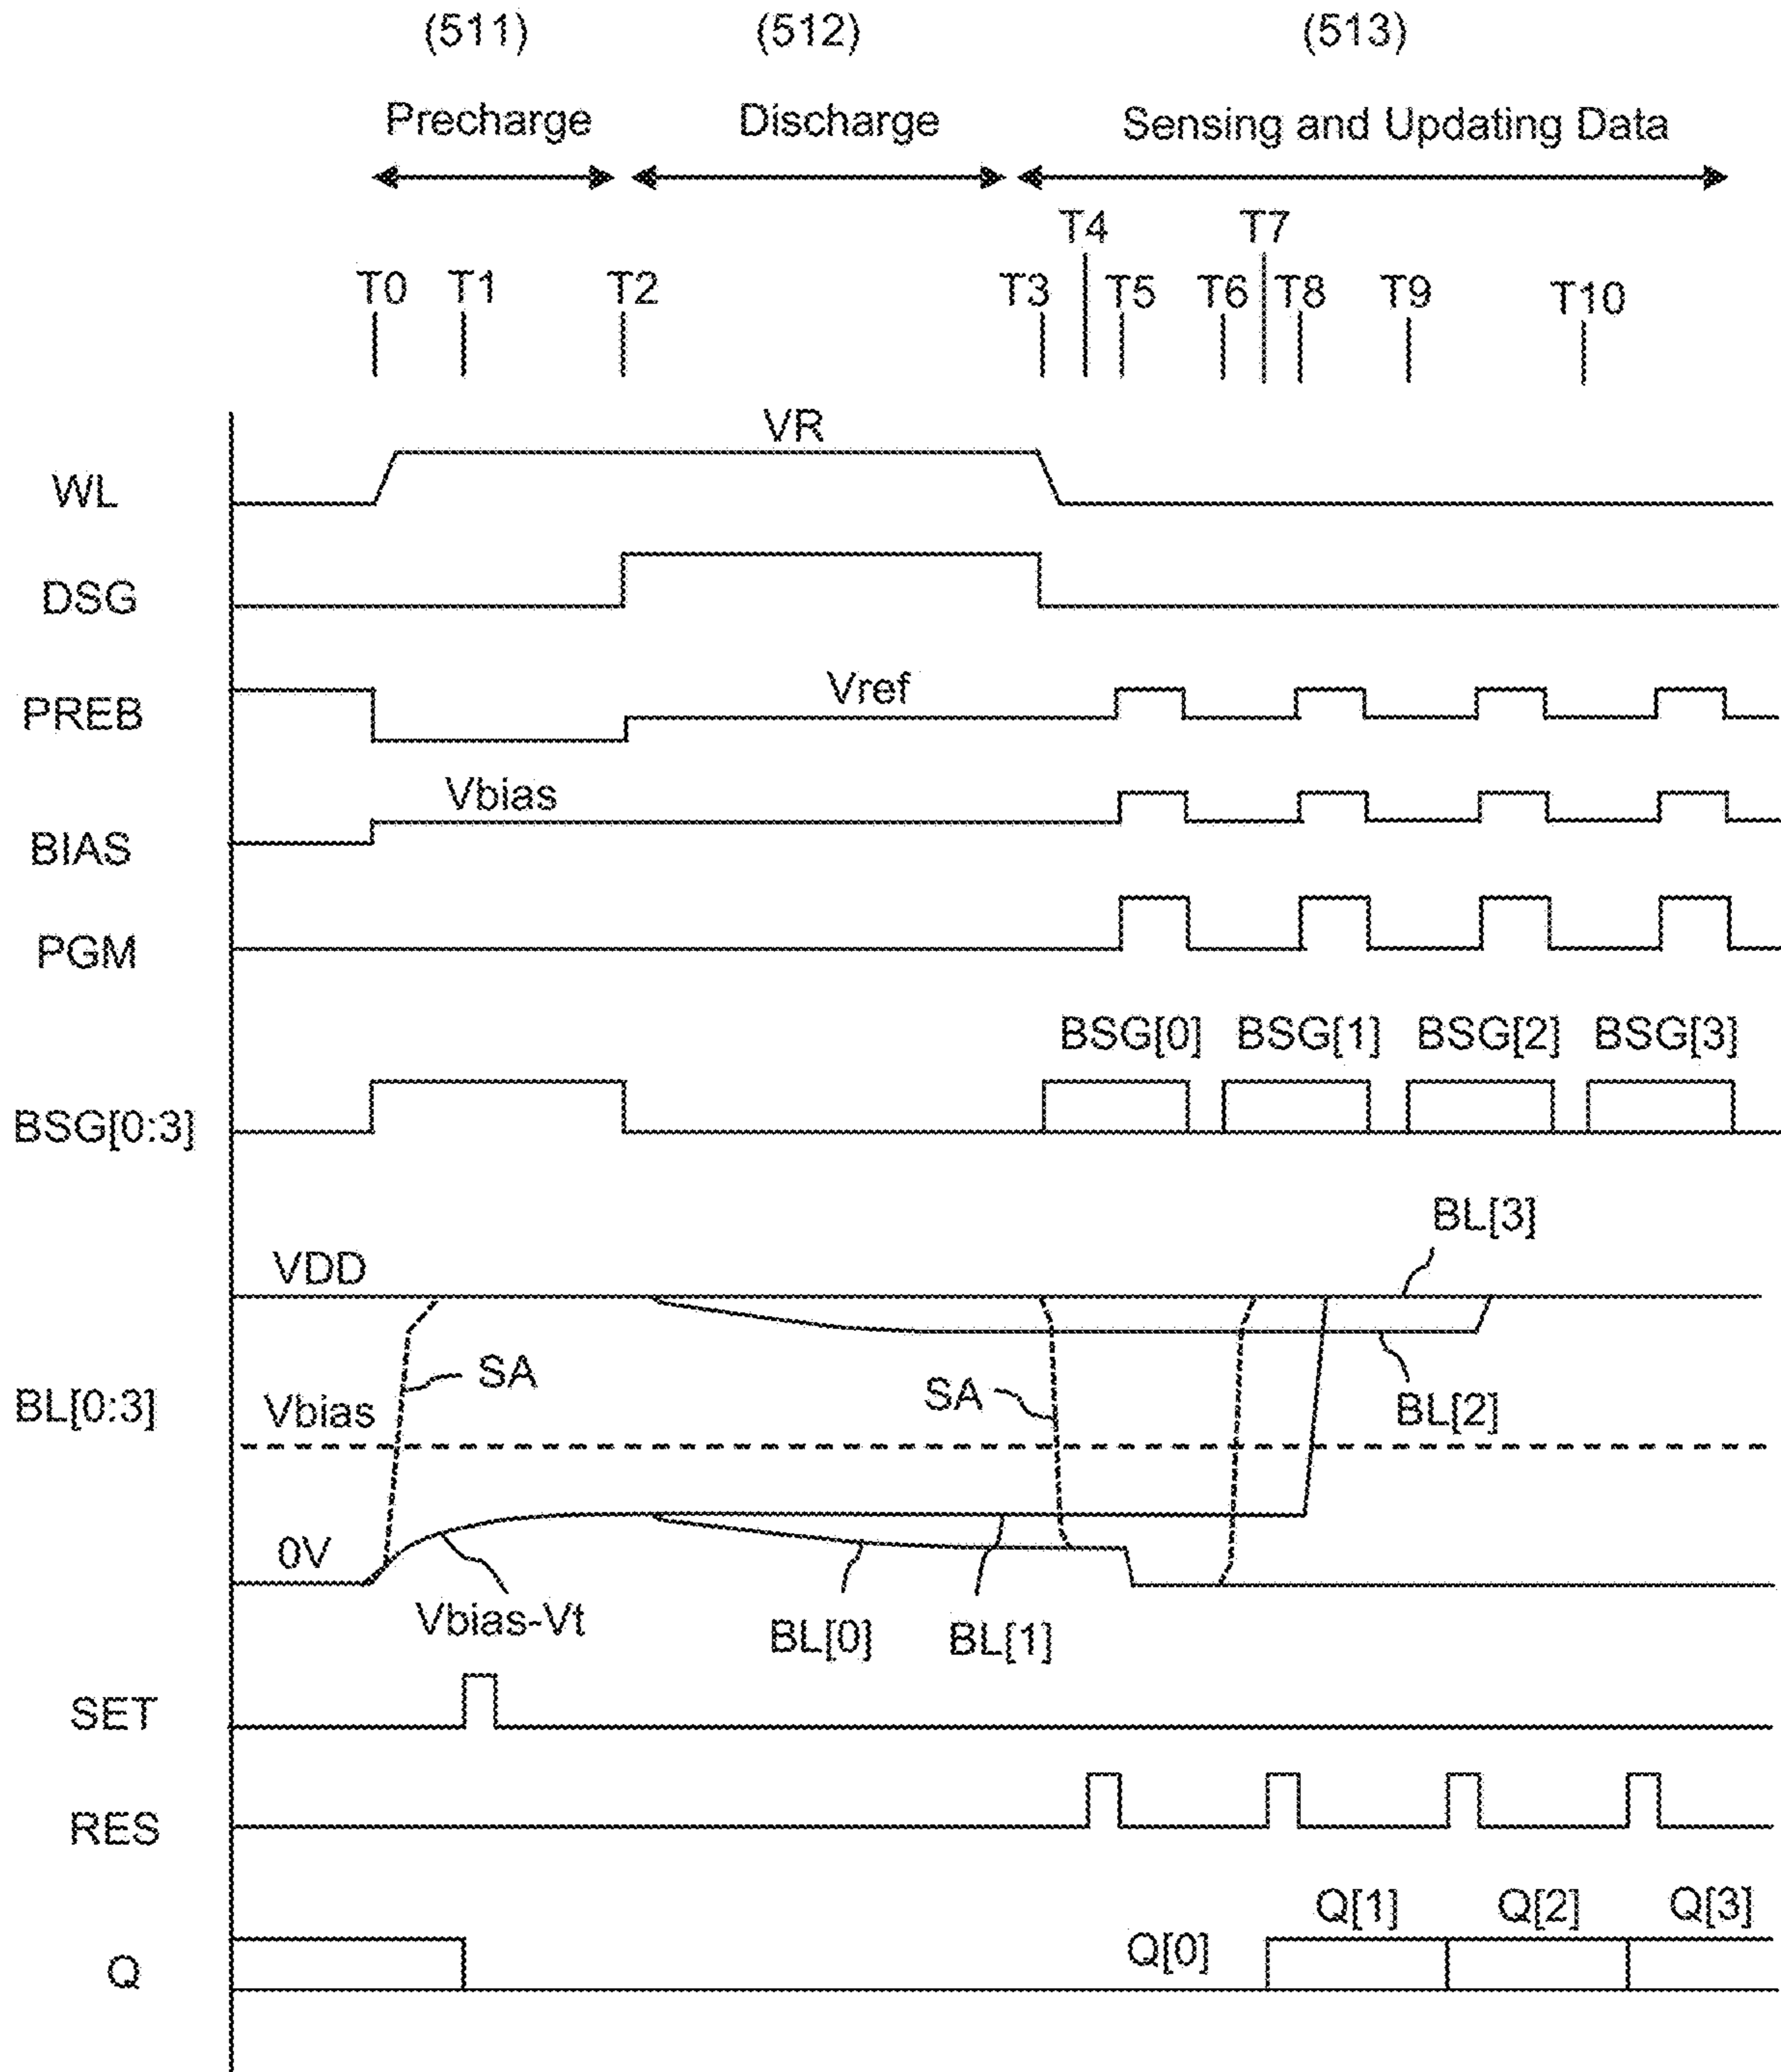 (511) (512) (513)
Precharge Discharge Sensing and Updating Data
T4 T7
T0 T1 T2 T3 T5 T6 T8 T9 T10
VR
WL
DSG
Vref
PREB
Vbias
BIAS
PGM
BSG[0] BSG[1] BSG[2] BSG[3]
BSG[0:3]
BL[3]
VDD
SA SA
BL[0:3]
Vbias
BL[2]
0V
Vbias-Vt
BL[0] BL[1]
SET
RES
Q[1] Q[2] Q[3]
Q[0]
Q